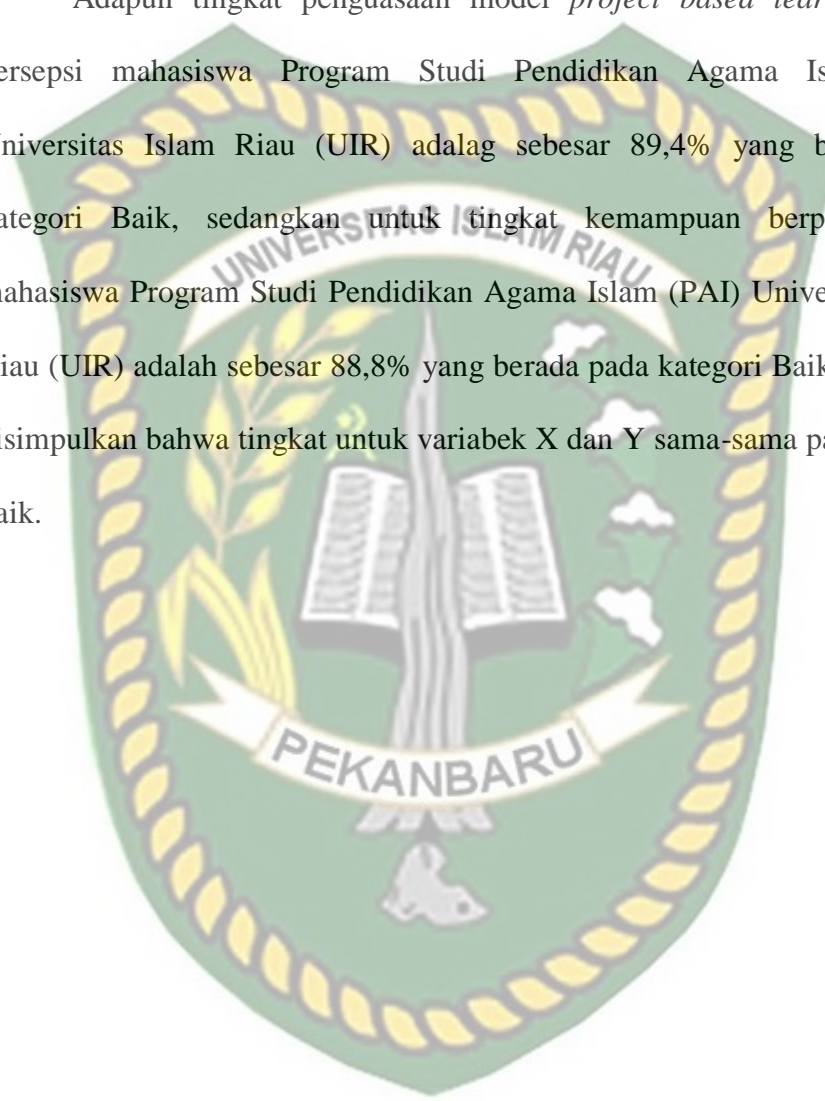 Adapun tingkat penguasaan model project based lear
ersepsi mahasiswa Program Studi Pendidikan Agama Is
niversitas Islam Riau (UIR) adalag sebesar 89,4% yang b
ategori Baik, sedangkan untuk tingkat kemampuan berp
ahasiswa Program Studi Pendidikan Agama Islam (PAI) Unive
iau (UIR) adalah sebesar 88,8% yang berada pada kategori Baik
isimpulkan bahwa tingkat untuk variabek X dan Y sama-sama pa
aik.
UNIVERSITAS ISLAM RIAU
PEKANBARU